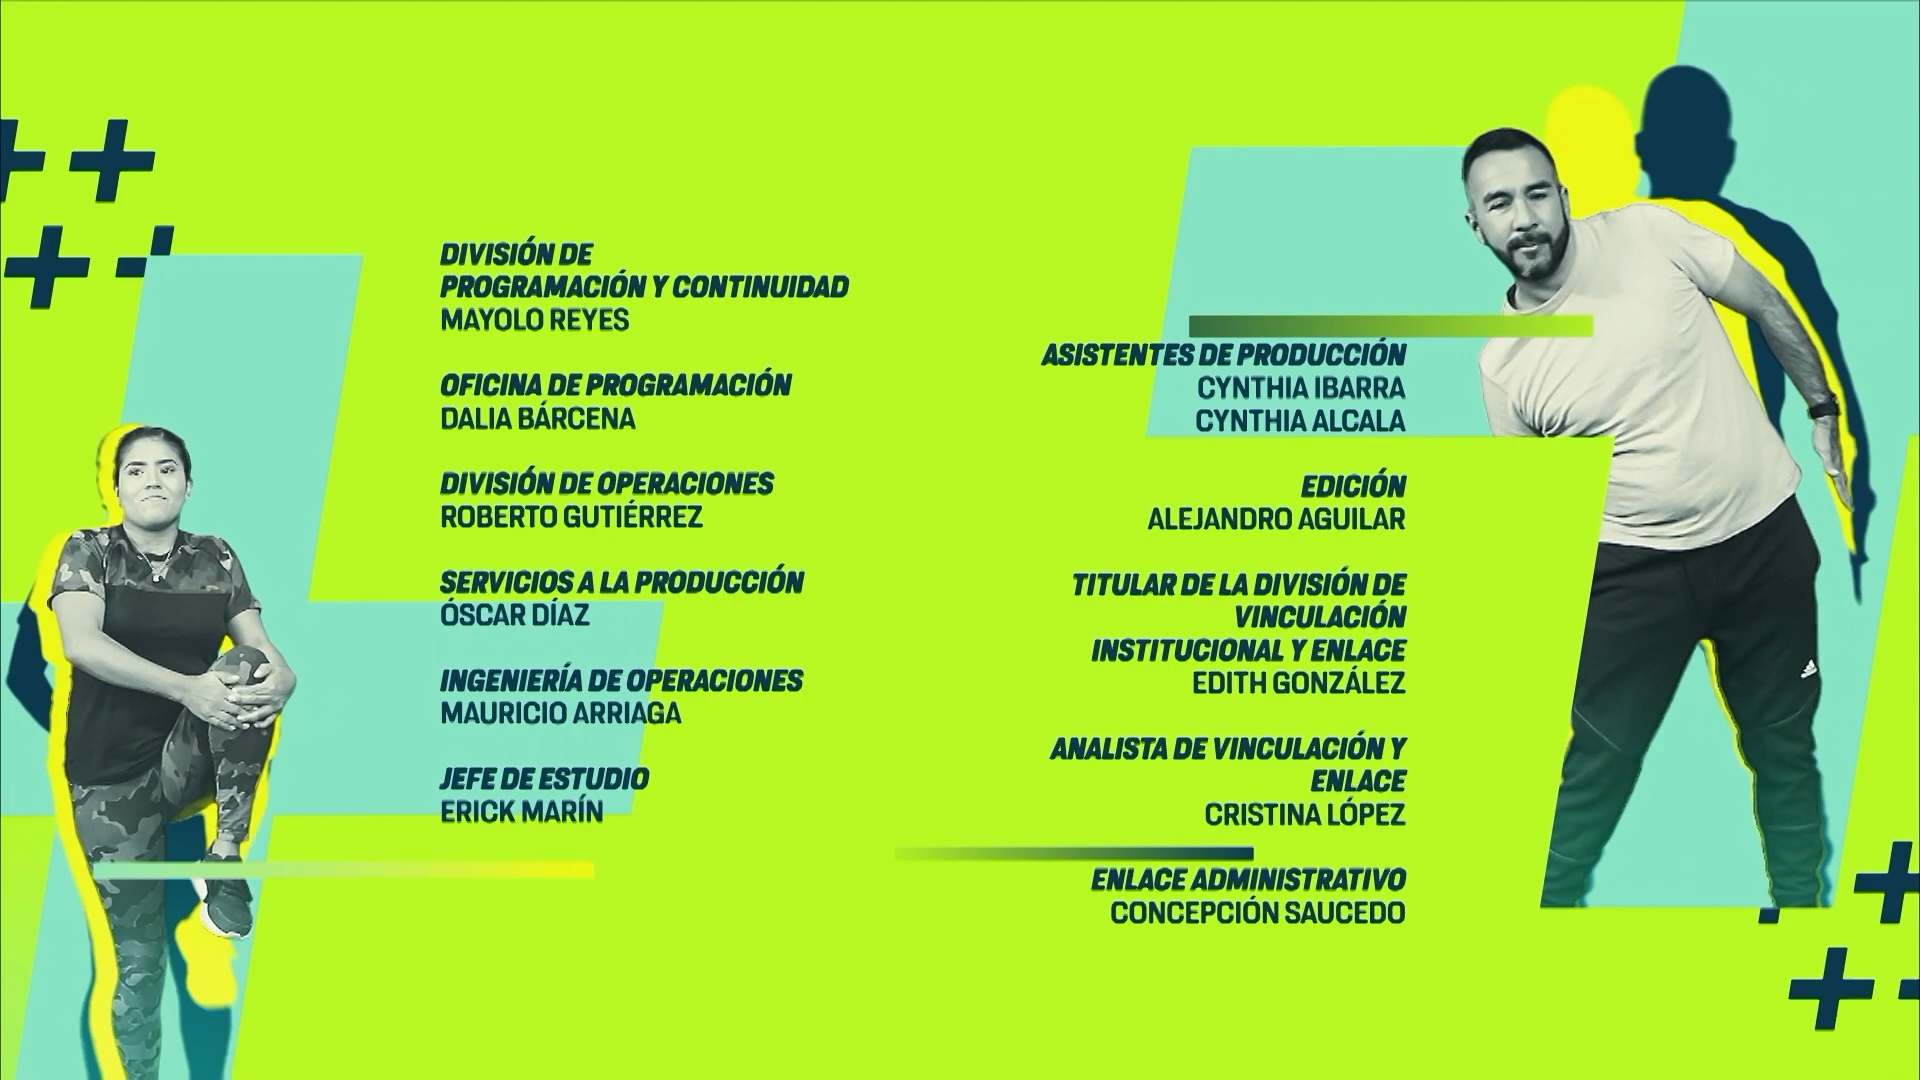 DIVISIÓN DE
PROGRAMACIÓN Y CONTINUIDAD
MAYOLO REYES
OFICINA DE PROGRAMACIÓN
DALIA BÁRCENA
DIVISIÓN DE OPERACIONES
ROBERTO GUTIÉRREZ
SERVICIOS A LA PRODUCCIÓN
ÓSCAR DÍAZ
INGENIERÍA DE OPERACIONES
MAURICIO ARRIAGA
JEFE DE ESTUDIO
ERICK MARÍN
ASISTENTES DE PRODUCCIÓN
CYNTHIA IBARRA
CYNTHIA ALCALA
EDICIÓN
ALEJANDRO AGUILAR
TITULAR DE LA DIVISIÓN DE
VINCULACIÓN
INSTITUCIONAL Y ENLACE
EDITH GONZÁLEZ
ANALISTA DE VINCULACIÓN Y
ENLACE
CRISTINA LÓPEZ
ENLACE ADMINISTRATIVO
CONCEPCIÓN SAUCEDO